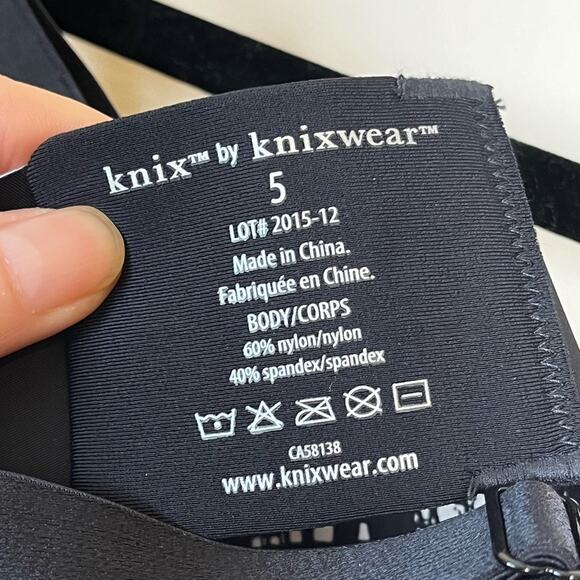 knix™ by knixwear™
5
LOT# 2015-12
Made in China.
Fabriquée en Chine.
BODY/CORPS
60% nylon/nylon
40% spandex/spandex
CA58138
www.knixwear.com